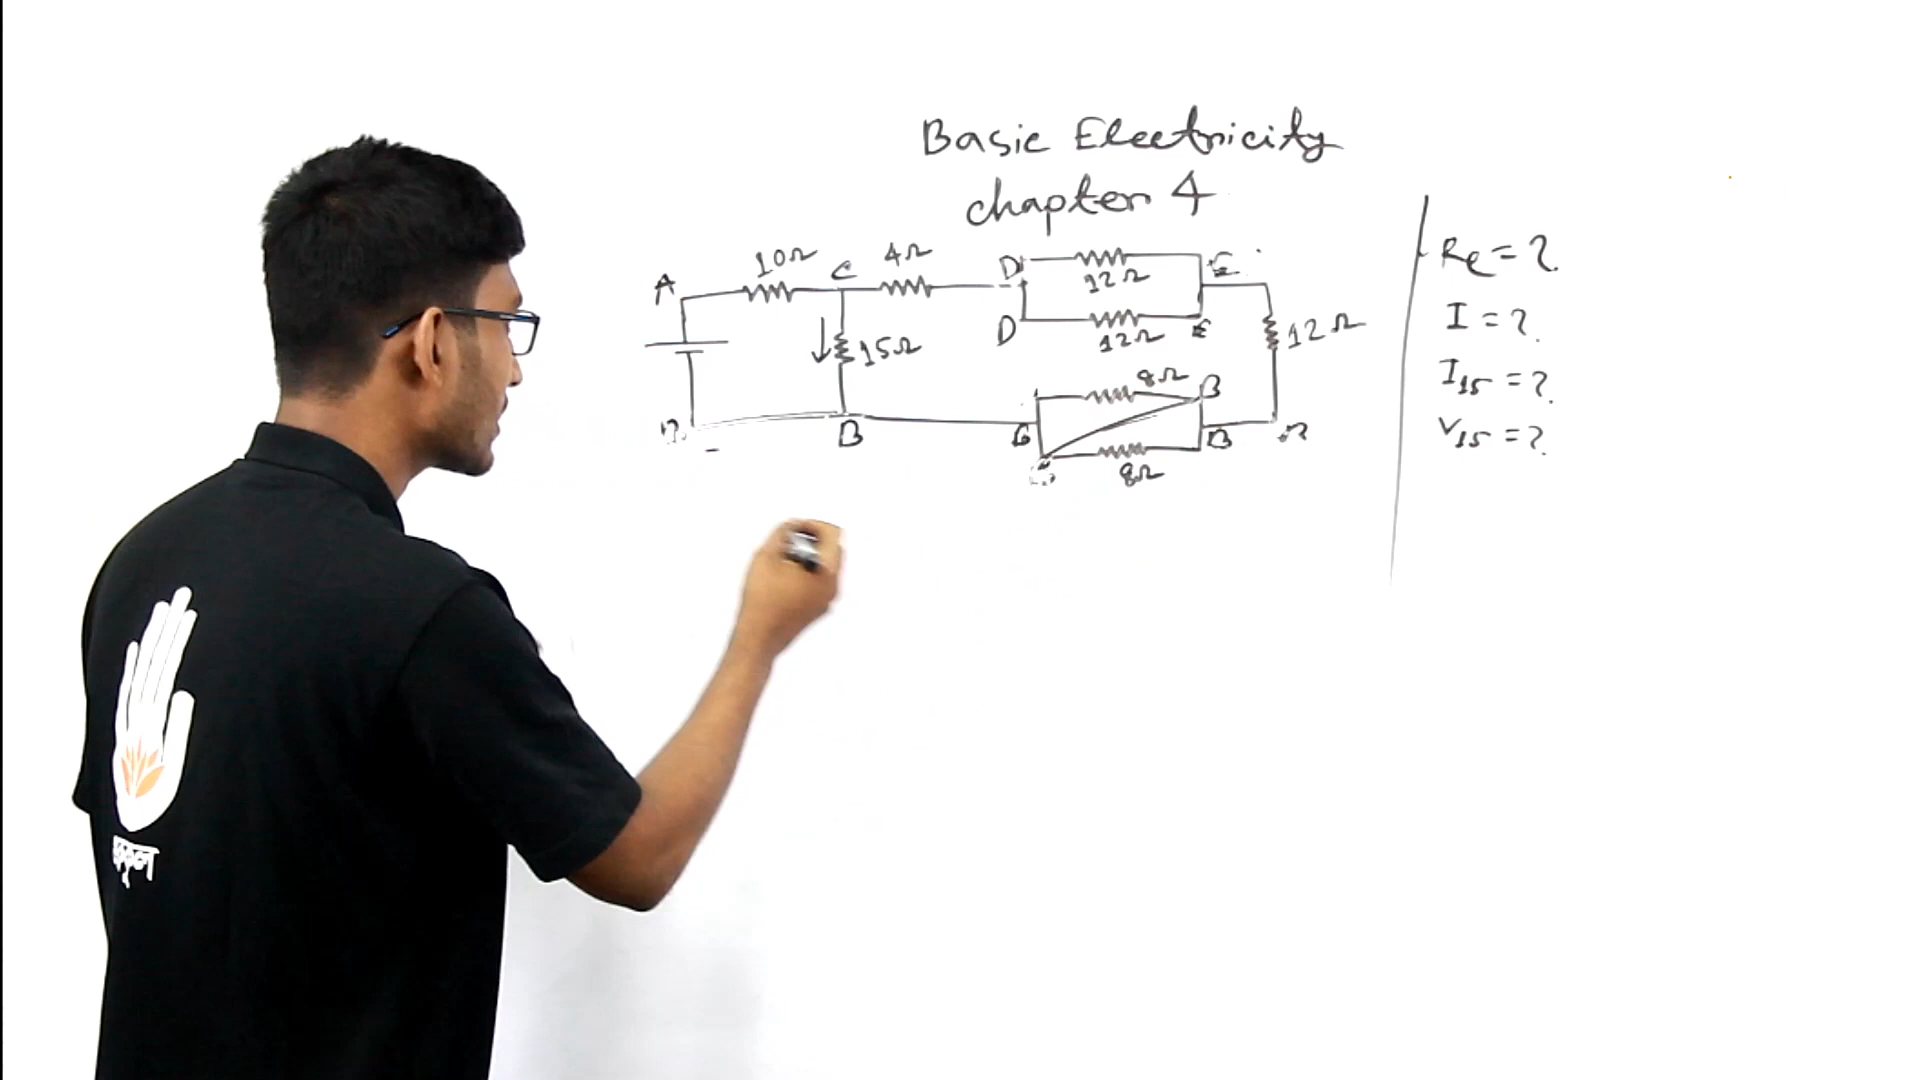 Basic Electricity
chapter 4
10Ω
4Ω
A
C
D
12Ω
E
D
12Ω
E
12Ω
15Ω
8Ω
B
B
B
B
8Ω
Re = ?
I = ?
I15 = ?
V15 = ?